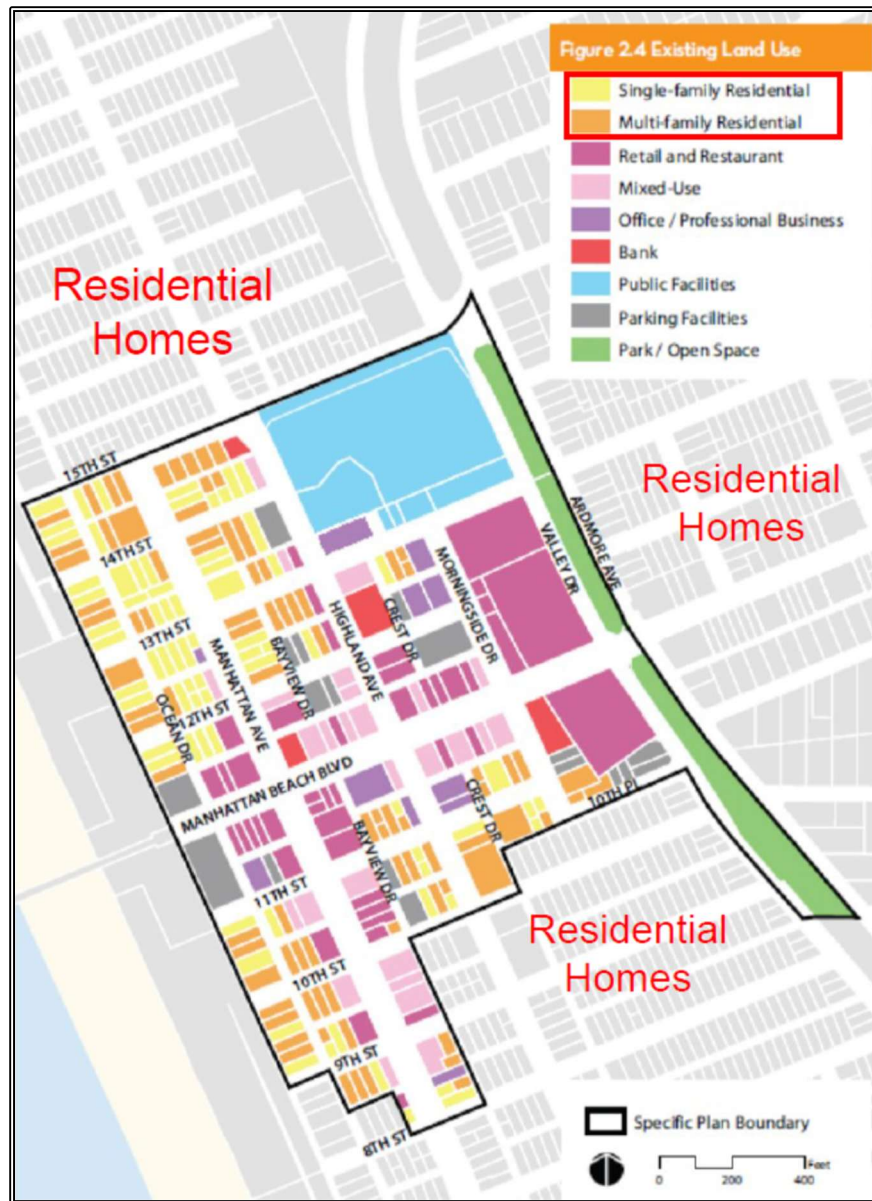 Figure 2.4 Existing Land Use
Single-family Residential
Multi-family Residential
Retail and Restaurant
Mixed-Use
Office / Professional Business
Bank
Public Facilities
Parking Facilities
Park / Open Space
Residential
Homes
Residential
Homes
15TH ST
14TH ST
13TH ST
12TH ST
OCEAN DR
MANHATTAN AVE
BAYVIEW DR
HIGHLAND AVE
CREST DR
MORNINGSIDE DR
VALLEY DR
ARDMORE AVE
MANHATTAN BEACH BLVD
BAYVIEW DR
CREST DR
10TH PL
11TH ST
10TH ST
9TH ST
8TH ST
Residential
Homes
Specific Plan Boundary
Feet
0 200 400